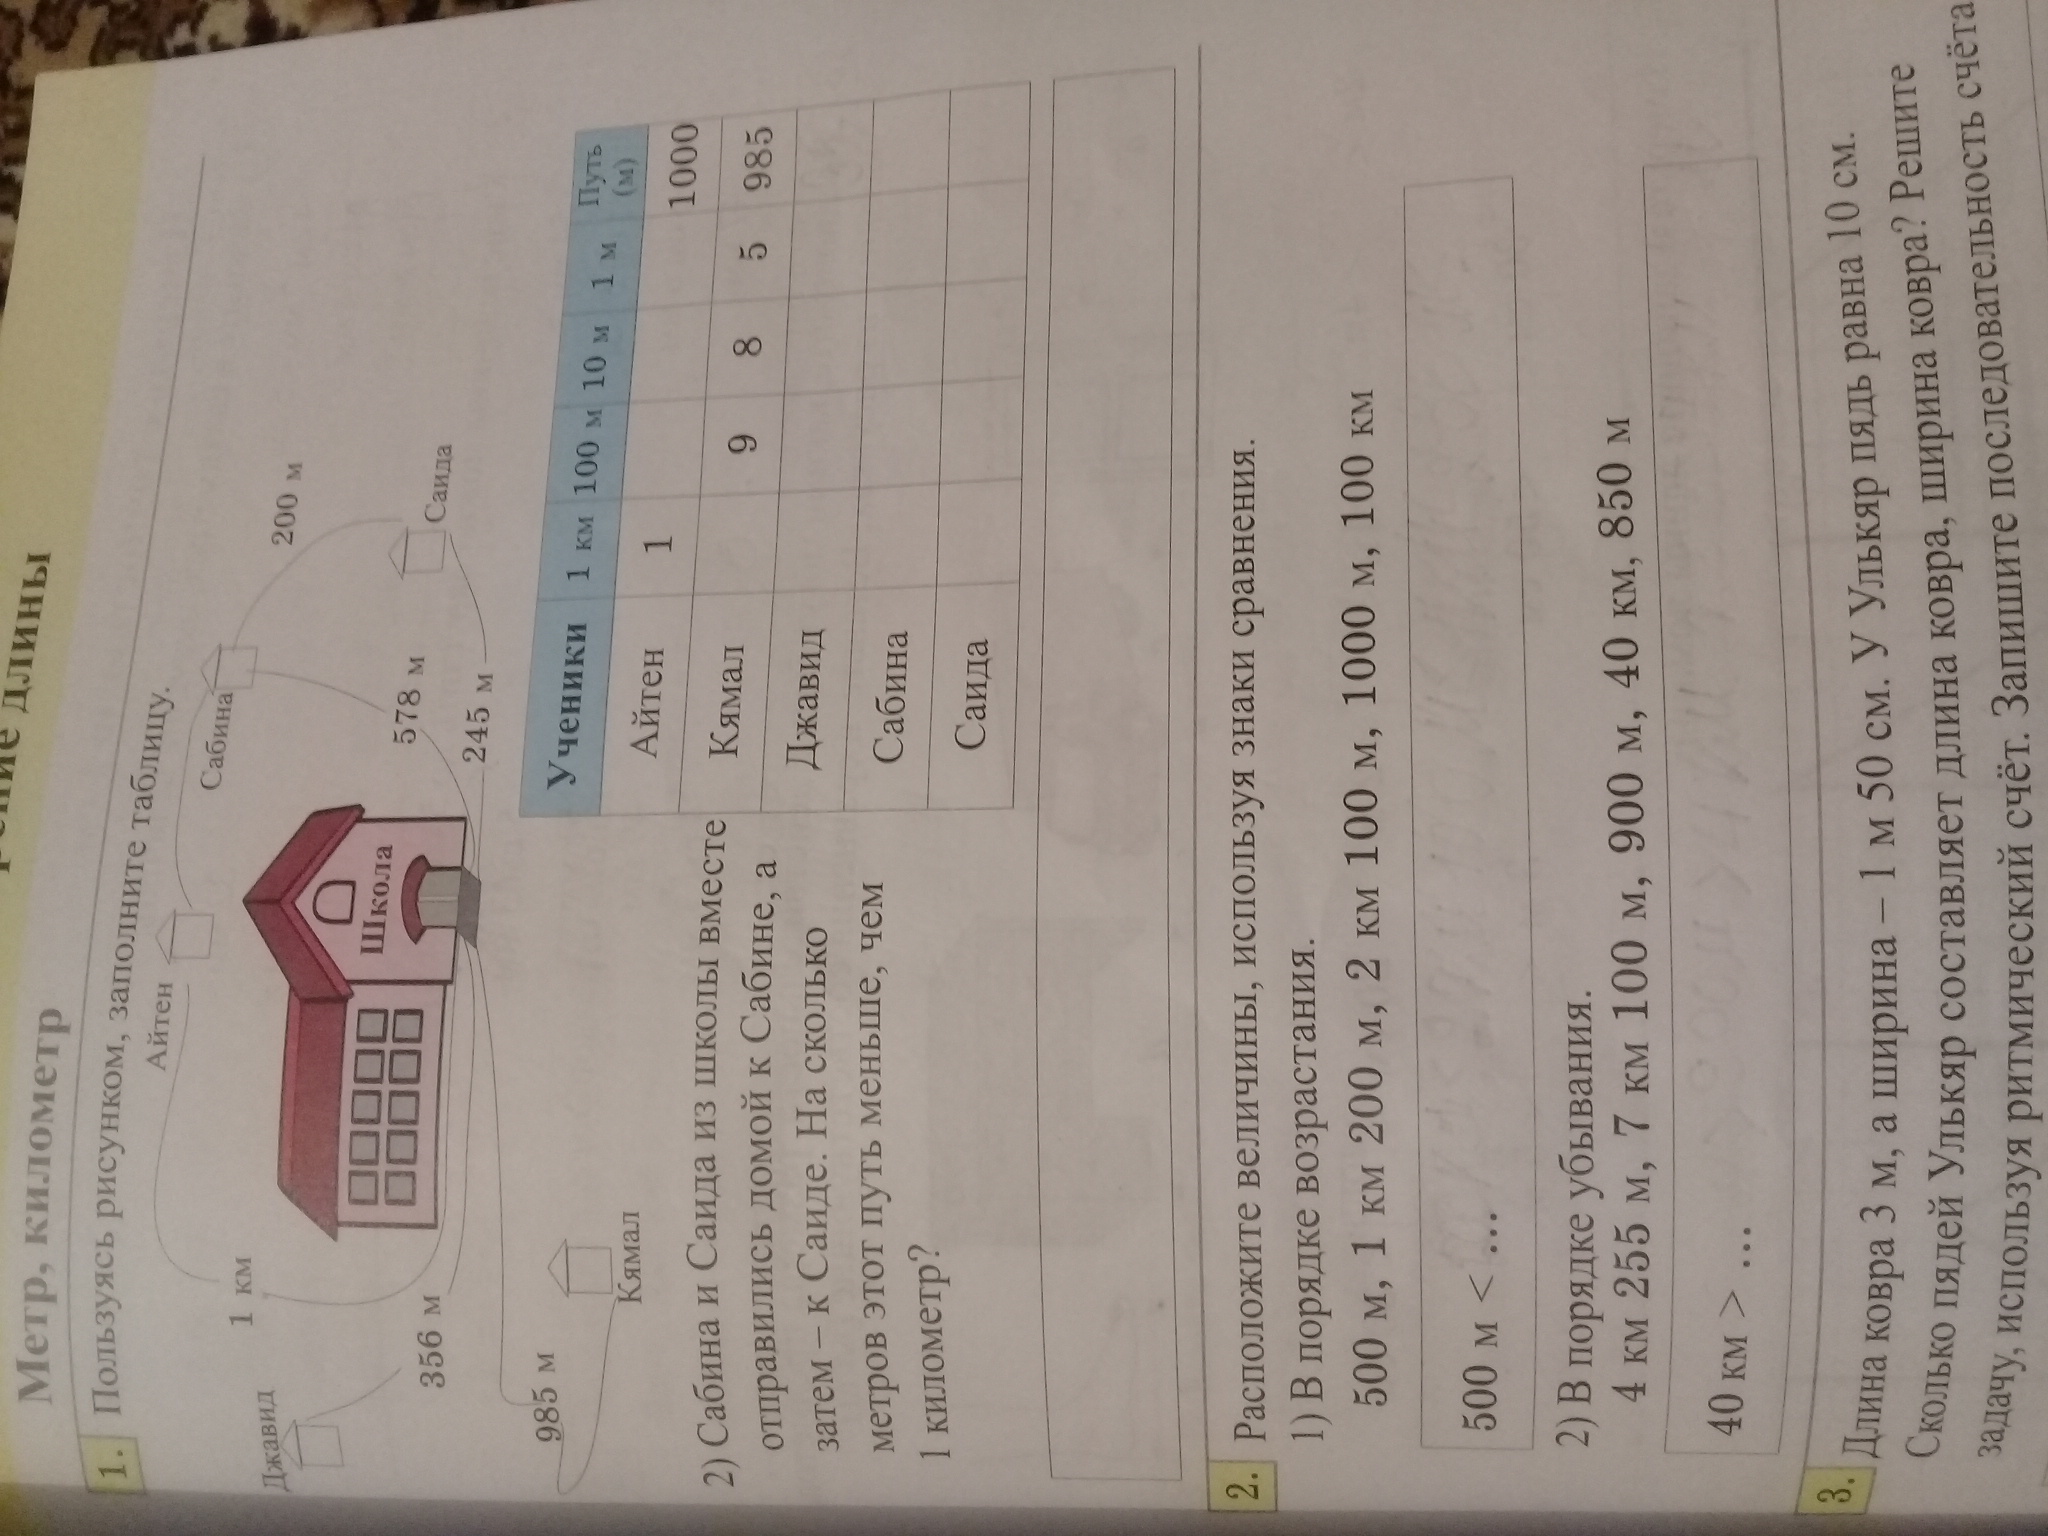 длины
Метр, километр
1. Пользуясь рисунком, заполните таблицу.
Джавид
1 км
Айтен
Сабина
200 м
Саида
578 м
245 м
Школа
356 м
985 м
Кямал
Ученики 1 км 100 м 10 м 1 м Путь (м)
Айтен 1 1000
Кямал 9 8 5 985
Джавид
Сабина
Саида
2) Сабина и Саида из школы вместе
отправились домой к Сабине, а
затем – к Саиде. На сколько
метров этот путь меньше, чем
1 километр?
2. Расположите величины, используя знаки сравнения.
1) В порядке возрастания.
500 м, 1 км 200 м, 2 км 100 м, 1000 м, 100 км
500 м < ...
2) В порядке убывания.
4 км 255 м, 7 км 100 м, 900 м, 40 км, 850 м
40 км > ...
3. Длина ковра 3 м, а ширина – 1 м 50 см. У Улькяр пядь равна 10 см.
Сколько пядей Улькяр составляет длина ковра, ширина ковра? Решите
задачу, используя ритмический счёт. Запишите последовательность счёта